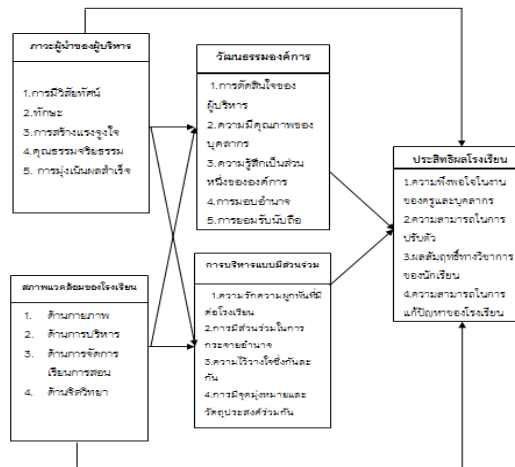 ภาวะผู้นำของผู้บริหาร
1.การมีวิสัยทัศน์
2.ทักษะ
3.การสร้างแรงจูงใจ
4.คุณธรรมจริยธรรม
5. การมุ่งเน้นผลสำเร็จ
สภาพแวดล้อมของโรงเรียน
1. ด้านกายภาพ
2. ด้านการบริหาร
3. ด้านการจัดการ
เรียนการสอน
4. ด้านจิตวิทยา
วัฒนธรรมองค์การ
1.การตัดสินใจของ
ผู้บริหาร
2.ความมีคุณภาพของ
บุคลากร
3.ความรู้สึกเป็นส่วน
หนึ่งขององค์การ
4.การมอบอำนาจ
5.การยอมรับนับถือ
การบริหารแบบมีส่วนร่วม
1.ความรักความผูกพันที่มี
ต่อโรงเรียน
2.การมีส่วนร่วมในการ
กระจายอำนาจ
3.ความไว้วางใจซึ่งกันละ
กัน
4.การมีจุดมุ่งหมายและ
วัตถุประสงค์ร่วมกัน
ประสิทธิผลโรงเรียน
1.ความพึงพอใจในงาน
ของครูและบุคลากร
2.ความสามารถในการ
ปรับตัว
3.ผลสัมฤทธิ์ทางวิชาการ
ของนักเรียน
4.ความสามารถในการ
แก้ปัญหาของโรงเรียน